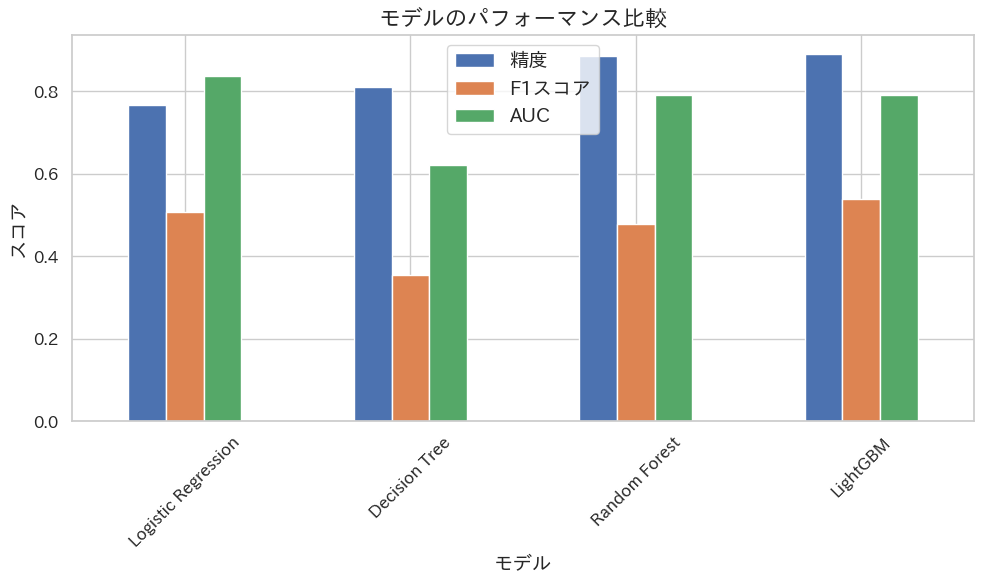 モデルのパフォーマンス比較
精度
F1スコア
AUC
スコア
0.8
0.6
0.4
0.2
0.0
Logistic Regression
Decision Tree
Random Forest
LightGBM
モデル